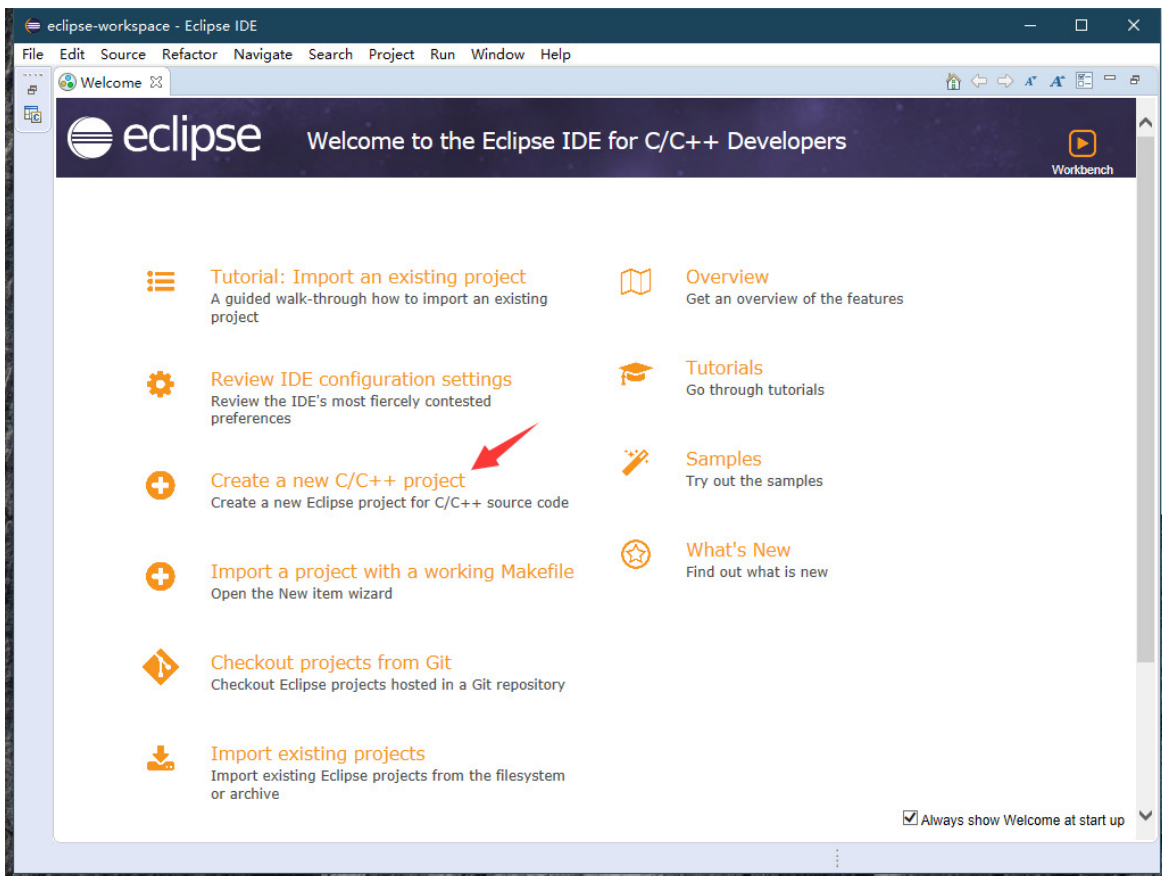 eclipse-workspace - Eclipse IDE
File Edit Source Refactor Navigate Search Project Run Window Help
Welcome
eclipse
Welcome to the Eclipse IDE for C/C++ Developers
Workbench
Tutorial: Import an existing project
A guided walk-through how to import an existing
project
Review IDE configuration settings
Review the IDE's most fiercely contested
preferences
Create a new C/C++ project
Create a new Eclipse project for C/C++ source code
Import a project with a working Makefile
Open the New item wizard
Checkout projects from Git
Checkout Eclipse projects hosted in a Git repository
Import existing projects
Import existing Eclipse projects from the filesystem
or archive
Overview
Get an overview of the features
Tutorials
Go through tutorials
Samples
Try out the samples
What's New
Find out what is new
Always show Welcome at start up